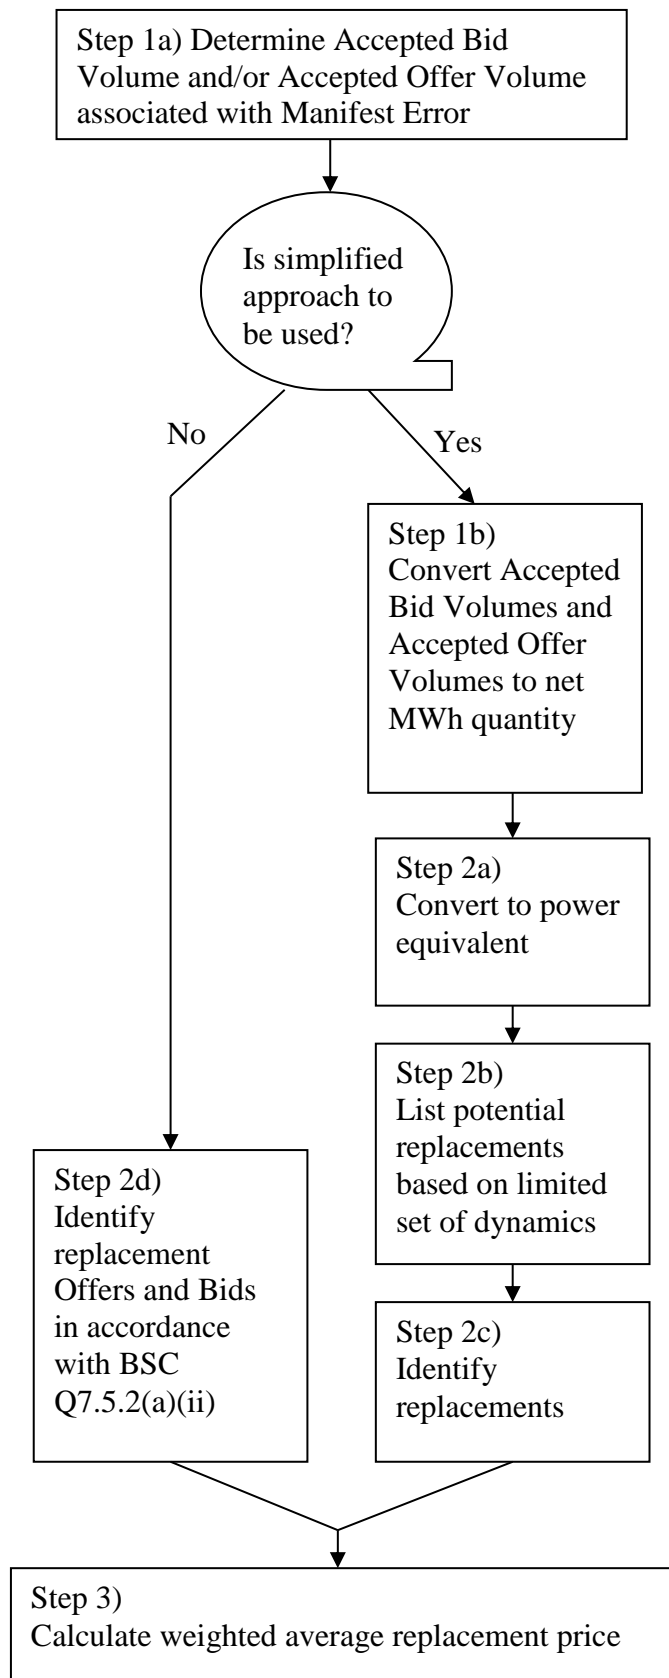 Step 1a) Determine Accepted Bid
Volume and/or Accepted Offer Volume
associated with Manifest Error
Is simplified
approach to
be used?
No
Yes
Step 1b)
Convert Accepted
Bid Volumes and
Accepted Offer
Volumes to net
MWh quantity
Step 2a)
Convert to power
equivalent
Step 2b)
List potential
replacements
based on limited
set of dynamics
Step 2d)
Identify
replacement
Offers and Bids
in accordance
with BSC
Q7.5.2(a)(ii)
Step 2c)
Identify
replacements
Step 3)
Calculate weighted average replacement price